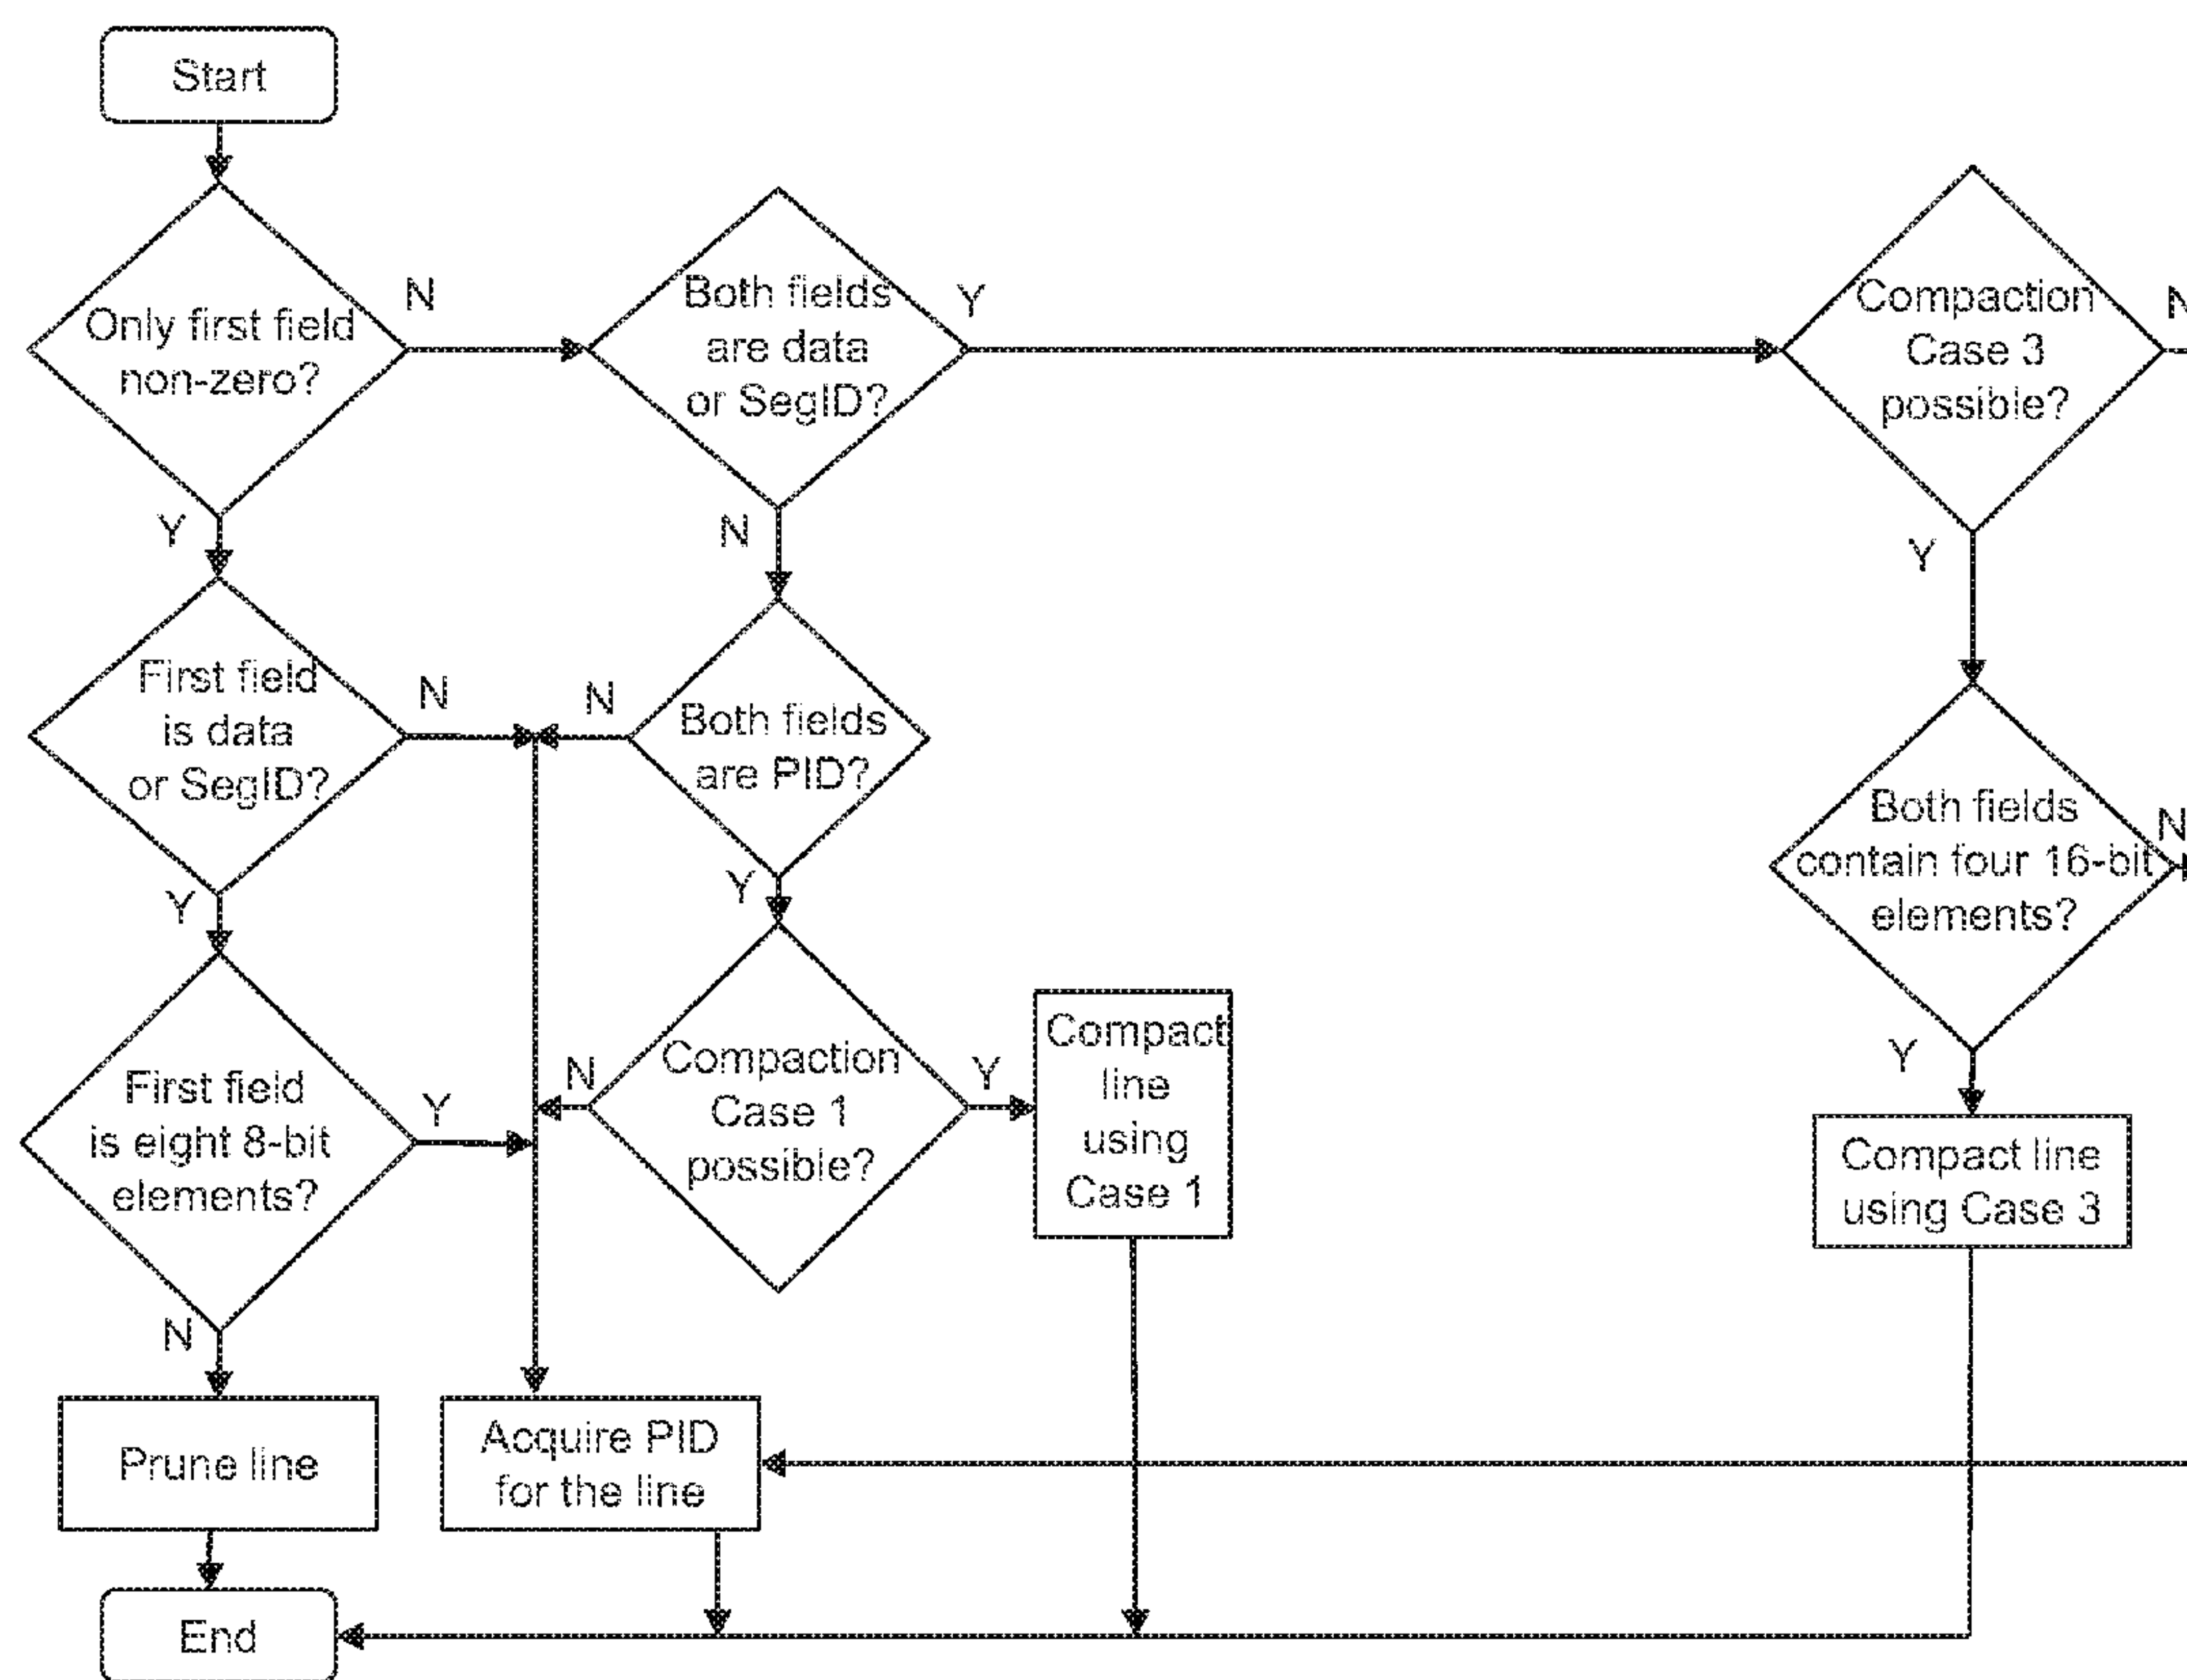 Start
Only first field
non-zero?
N
Y
Both fields
are data
or SegID?
Y
N
Compaction
Case 3
possible?
N
Y
First field
is data
or SegID?
N
Y
Both fields
are PID?
N
Y
Both fields
contain four 16-bit
elements?
N
Y
First field
is eight 8-bit
elements?
Y
N
Compaction
Case 1
possible?
N
Y
Compact
line
using
Case 1
Compact line
using Case 3
Prune line
Acquire PID
for the line
End